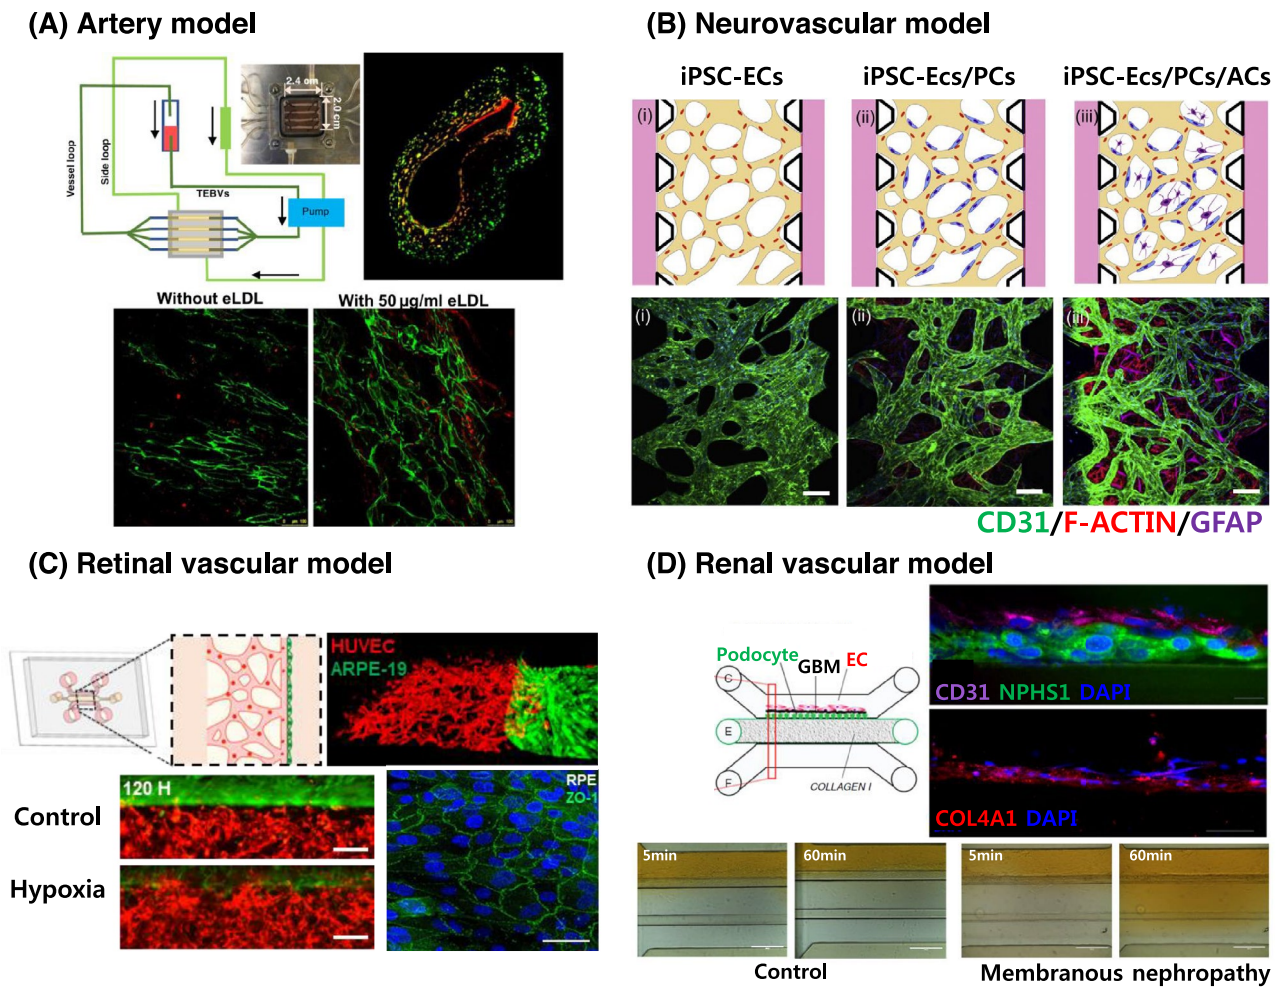 (A) Artery model
2.4 cm
2.0 cm
Vessel loop
Side loop
TEBVs
Pump
Without eLDL
With 50 µg/ml eLDL
(B) Neurovascular model
iPSC-ECs
iPSC-Ecs/PCs
iPSC-Ecs/PCs/ACs
(i)
(ii)
(iii)
(i)
(ii)
(iii)
CD31/F-ACTIN/GFAP
(C) Retinal vascular model
HUVEC
ARPE-19
120 H
Control
Hypoxia
RPE
ZO-1
(D) Renal vascular model
Podocyte
GBM
EC
C
E
F
COLLAGEN I
CD31 NPHS1 DAPI
COL4A1 DAPI
5min
60min
5min
60min
Control
Membranous nephropathy